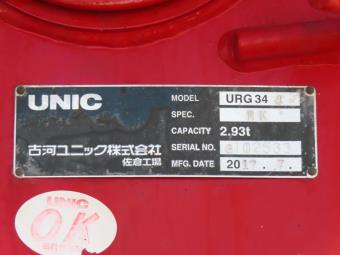 UNIC
古河ユニック株式会社
佐倉工場
MODEL URG34
SPEC.
CAPACITY 2.93t
SERIAL NO.
MFG. DATE 2017. 7.
UNIC
OK